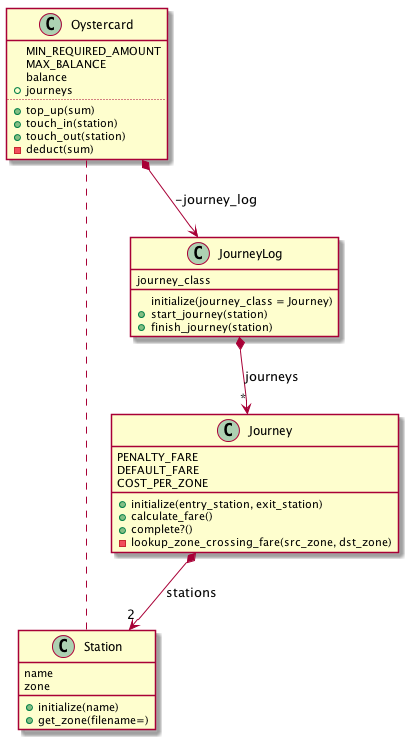 C Oystercard
MIN_REQUIRED_AMOUNT
MAX_BALANCE
balance
journeys
top_up(sum)
touch_in(station)
touch_out(station)
deduct(sum)
-journey_log
C JourneyLog
journey_class
initialize(journey_class = Journey)
start_journey(station)
finish_journey(station)
journeys
*
C Journey
PENALTY_FARE
DEFAULT_FARE
COST_PER_ZONE
initialize(entry_station, exit_station)
calculate_fare()
complete?()
lookup_zone_crossing_fare(src_zone, dst_zone)
stations
2
C Station
name
zone
initialize(name)
get_zone(filename=)